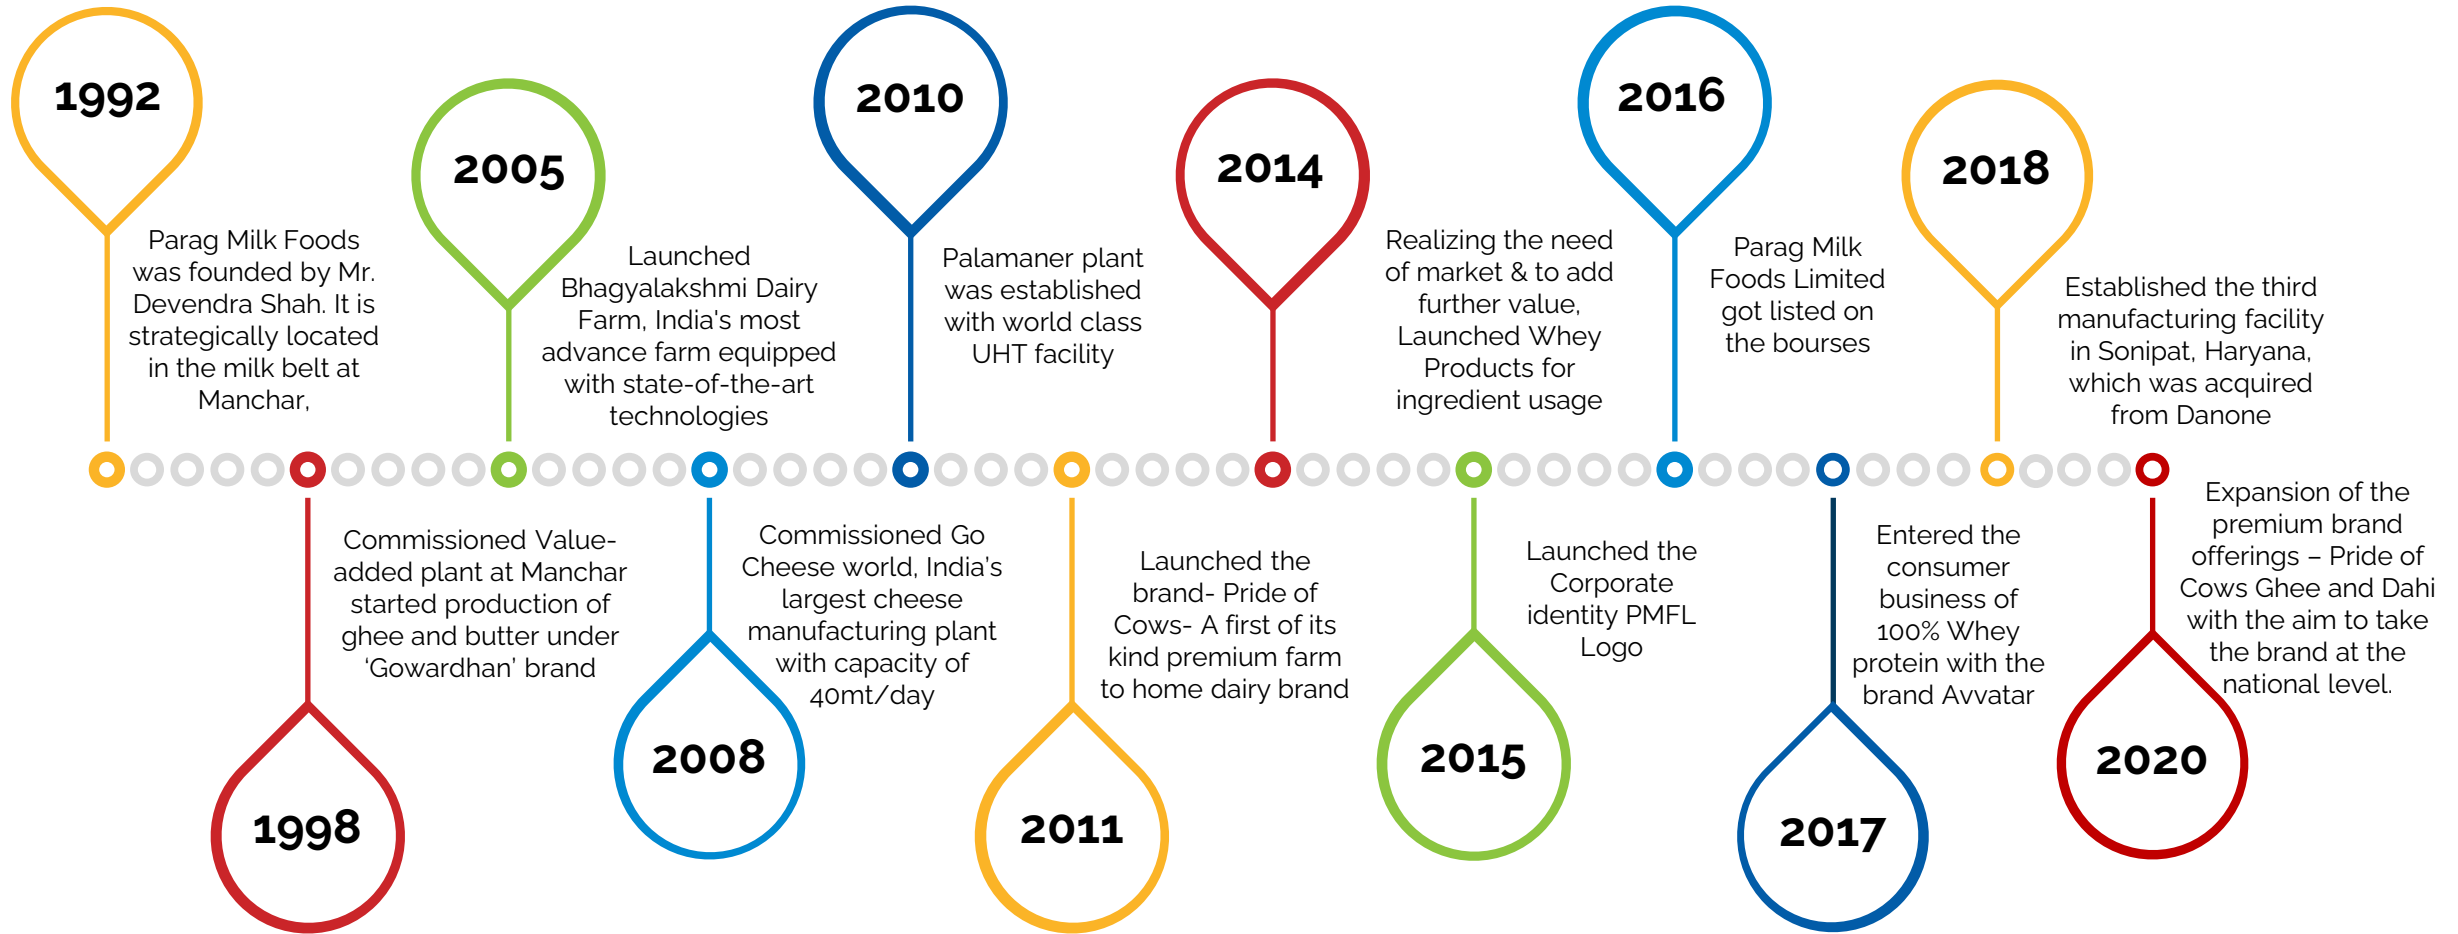 1992
Parag Milk Foods
was founded by Mr.
Devendra Shah. It is
strategically located
in the milk belt at
Manchar,
1998
Commissioned Value-
added plant at Manchar
started production of
ghee and butter under
‘Gowardhan’ brand
2005
Launched
Bhagyalakshmi Dairy
Farm, India's most
advance farm equipped
with state-of-the-art
technologies
2008
Commissioned Go
Cheese world, India’s
largest cheese
manufacturing plant
with capacity of
40mt/day
2010
Palamaner plant
was established
with world class
UHT facility
2011
Launched the
brand- Pride of
Cows- A first of its
kind premium farm
to home dairy brand
2014
Realizing the need
of market & to add
further value,
Launched Whey
Products for
ingredient usage
2015
Launched the
Corporate
identity PMFL
Logo
2016
Parag Milk
Foods Limited
got listed on
the bourses
2017
Entered the
consumer
business of
100% Whey
protein with the
brand Avvatar
2018
Established the third
manufacturing facility
in Sonipat, Haryana,
which was acquired
from Danone
2020
Expansion of the
premium brand
offerings – Pride of
Cows Ghee and Dahi
with the aim to take
the brand at the
national level.